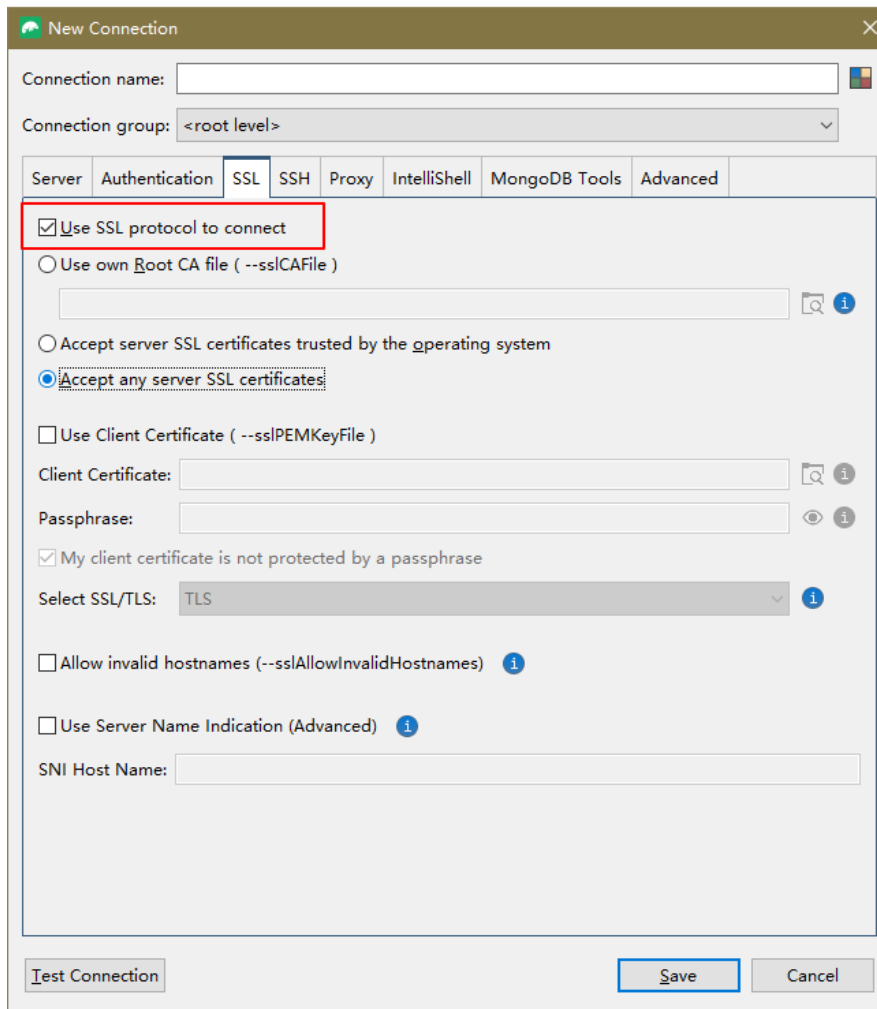 New Connection
Connection name:
Connection group: <root level>
Server Authentication SSL SSH Proxy IntelliShell MongoDB Tools Advanced
Use SSL protocol to connect
Use own Root CA file ( --sslCAFile )
Accept server SSL certificates trusted by the operating system
Accept any server SSL certificates
Use Client Certificate ( --sslPEMKeyFile )
Client Certificate:
Passphrase:
My client certificate is not protected by a passphrase
Select SSL/TLS: TLS
Allow invalid hostnames (--sslAllowInvalidHostnames)
Use Server Name Indication (Advanced)
SNI Host Name:
Test Connection Save Cancel